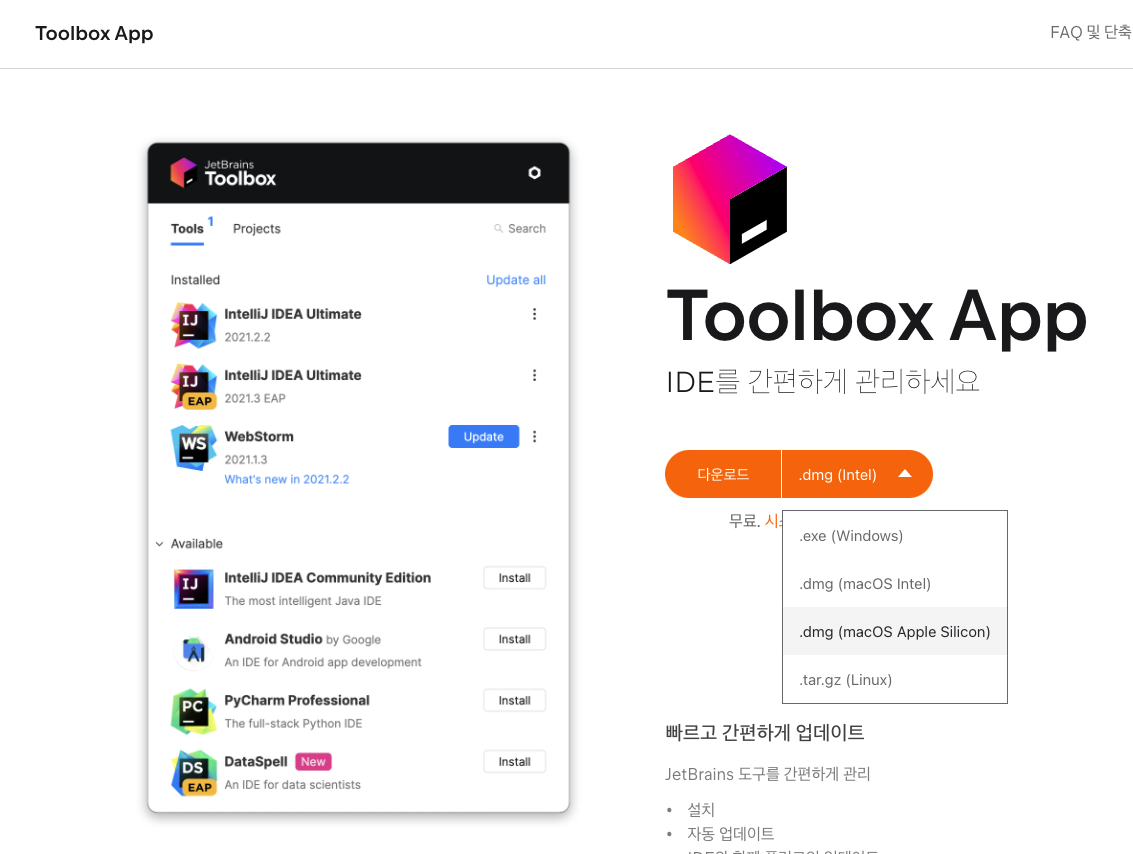 Toolbox App
FAQ 및 단축
JetBrains
Toolbox
Tools 1
Projects
Search
Installed
Update all
IJ
IntelliJ IDEA Ultimate
2021.2.2
IJ
EAP
IntelliJ IDEA Ultimate
2021.3 EAP
WS
WebStorm
2021.1.3
What's new in 2021.2.2
Update
Available
IJ
IntelliJ IDEA Community Edition
The most intelligent Java IDE
Install
Android Studio by Google
An IDE for Android app development
Install
PC
PyCharm Professional
The full-stack Python IDE
Install
DS
EAP
DataSpell New
An IDE for data scientists
Install
Toolbox App
IDE를 간편하게 관리하세요
다운로드
.dmg (Intel)
무료.
.exe (Windows)
.dmg (macOS Intel)
.dmg (macOS Apple Silicon)
.tar.gz (Linux)
빠르고 간편하게 업데이트
JetBrains 도구를 간편하게 관리
• 설치
• 자동 업데이트